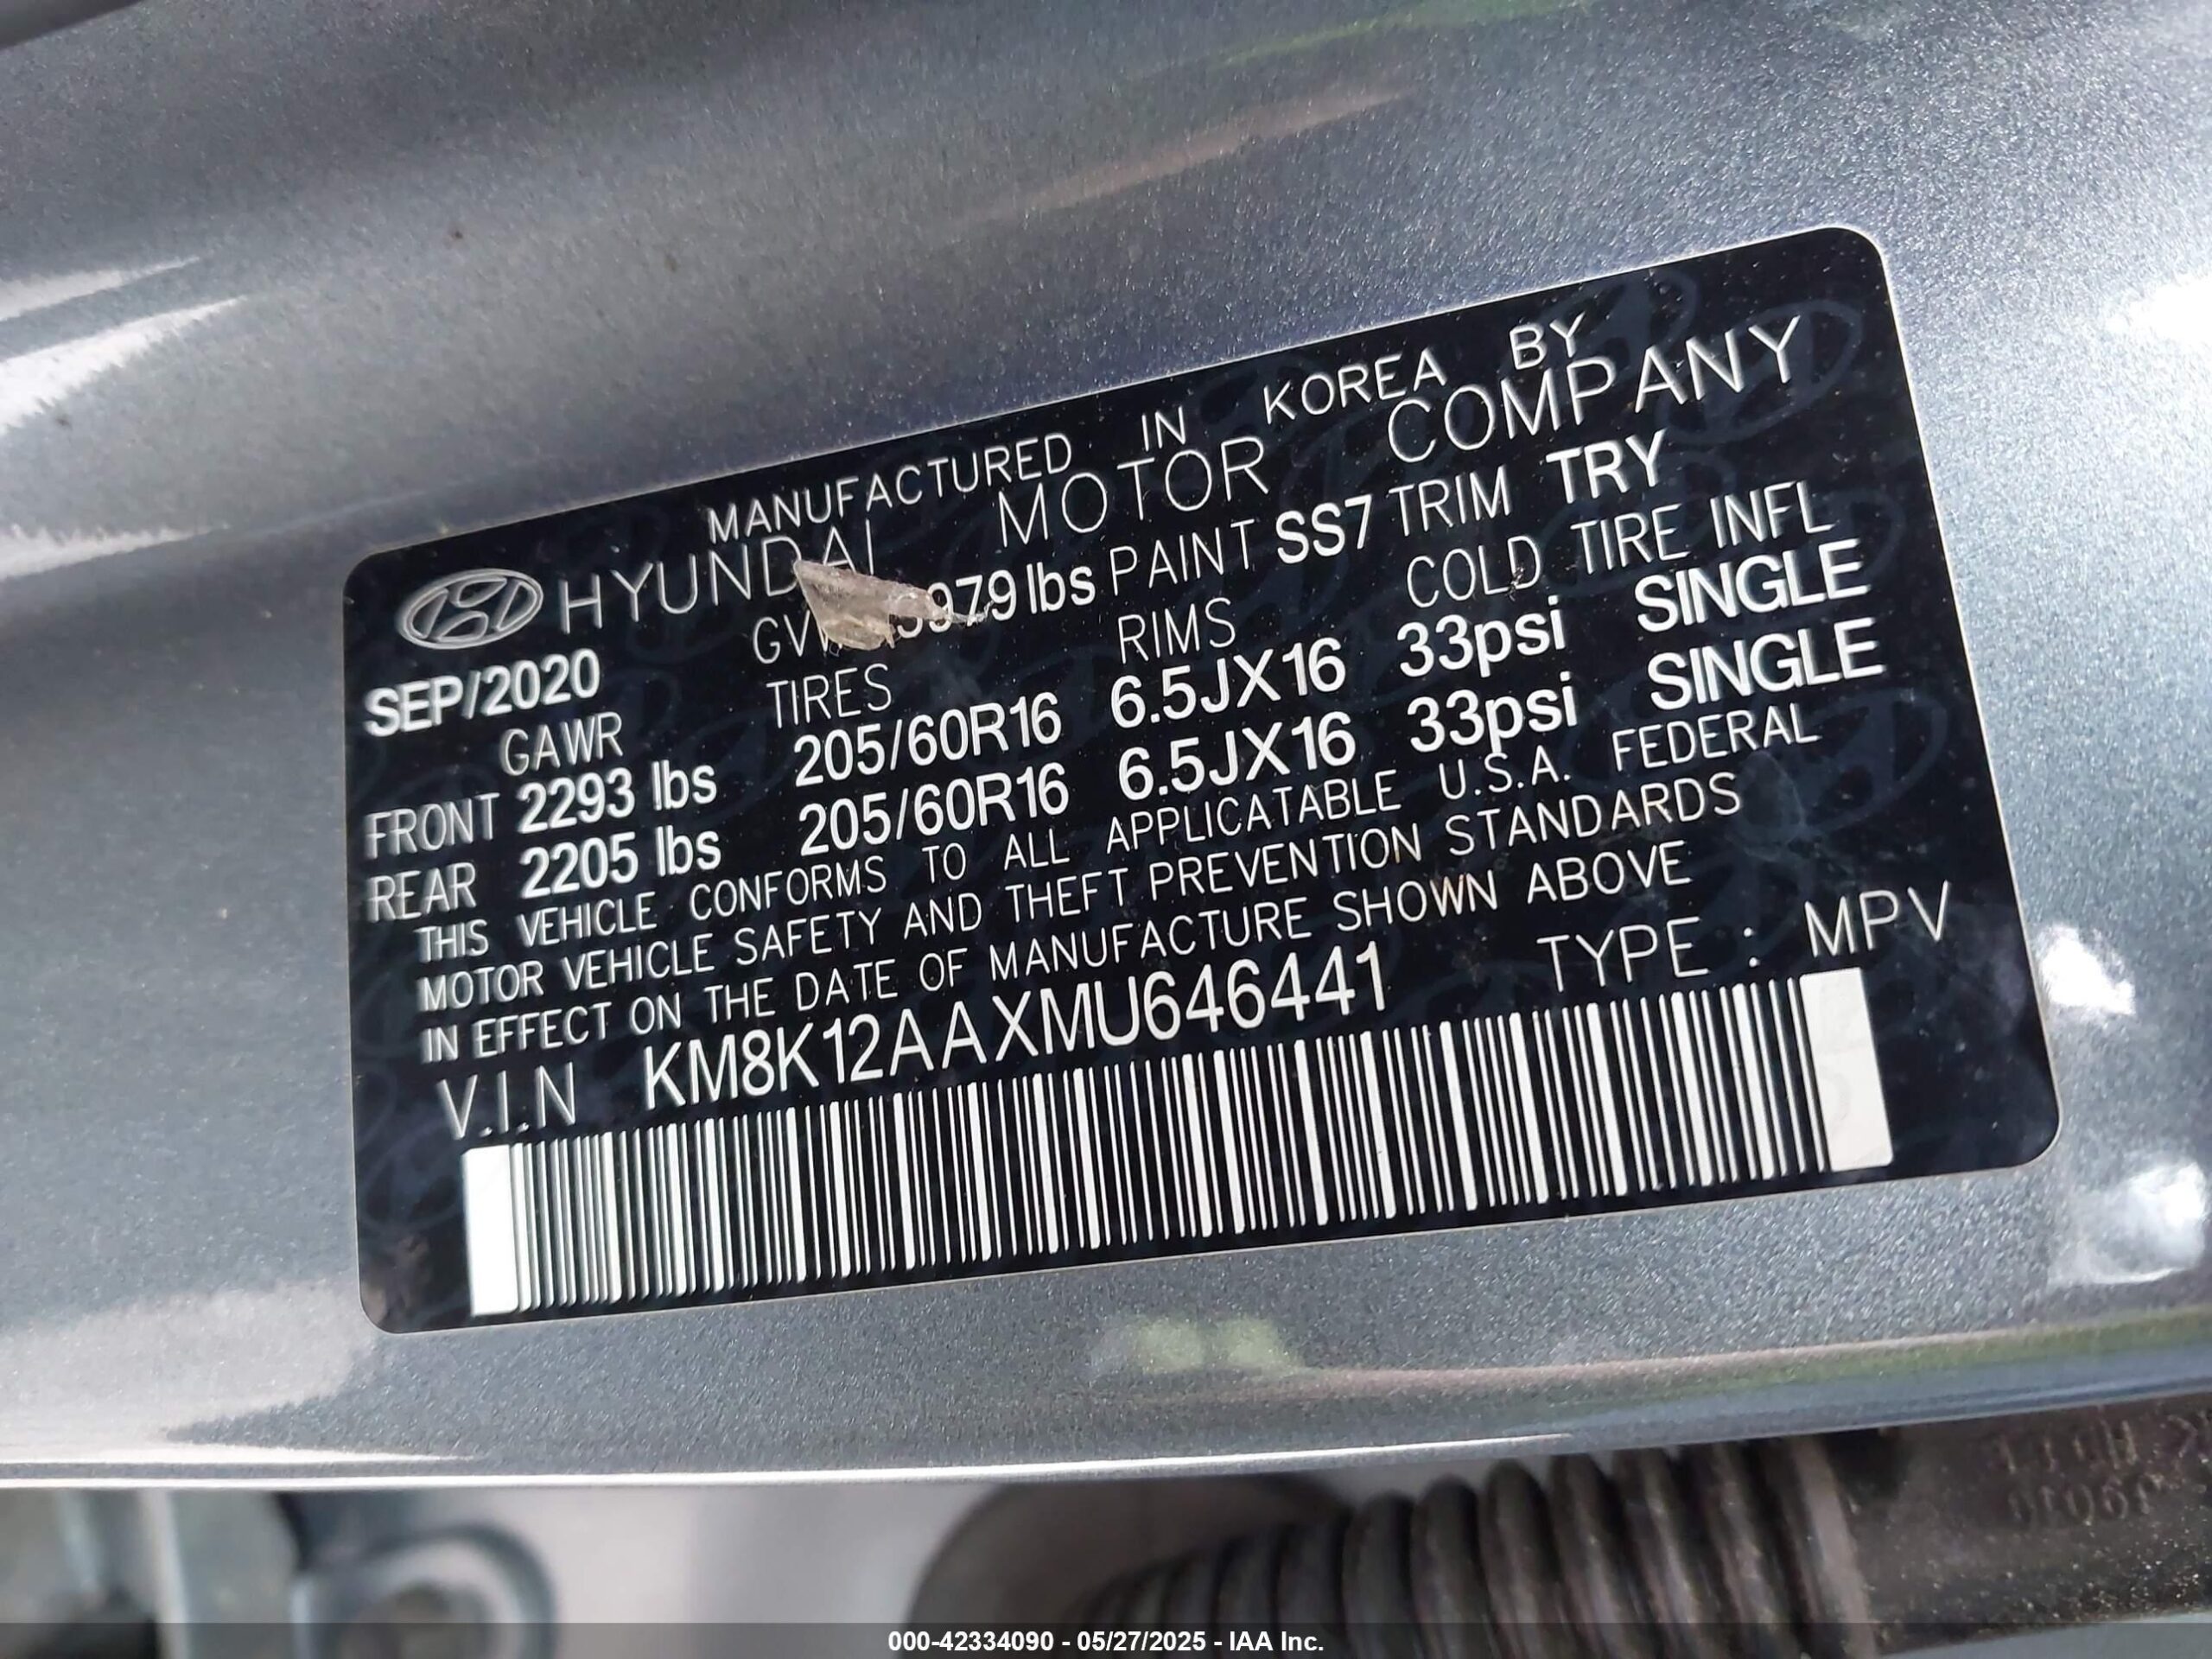 MANUFACTURED IN KOREA BY
HYUNDAI MOTOR COMPANY
SEP/2020 3979 lbs PAINT SS7 TRIM TRY
GAWR TIRES RIMS COLD TIRE INFL
FRONT 2293 lbs 205/60R16 6.5JX16 33psi SINGLE
REAR 2205 lbs 205/60R16 6.5JX16 33psi SINGLE
THIS VEHICLE CONFORMS TO ALL APPLICATABLE U.S.A. FEDERAL
MOTOR VEHICLE SAFETY AND THEFT PREVENTION STANDARDS
IN EFFECT ON THE DATE OF MANUFACTURE SHOWN ABOVE
V.I.N KM8K12AAXMU646441 TYPE : MPV
000-42334090 - 05/27/2025 - IAA Inc.